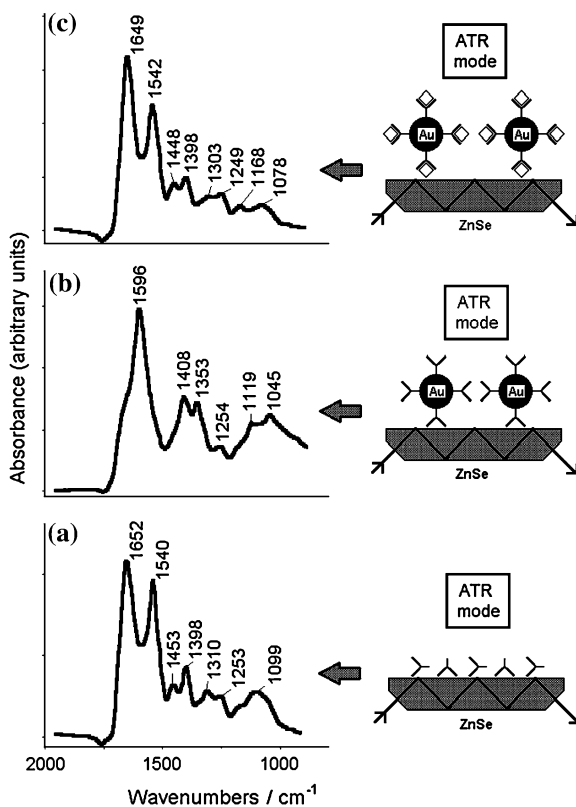 (c)
1649
1542
1448
1398
1303
1249
1168
1078
ATR
mode
Au
Au
ZnSe
Absorbance (arbitrary units)
(b)
1596
1408
1353
1254
1119
1045
ATR
mode
Au
Au
ZnSe
(a)
1652
1540
1453
1398
1310
1253
1099
ATR
mode
ZnSe
2000
1500
1000
Wavenumbers / cm-1